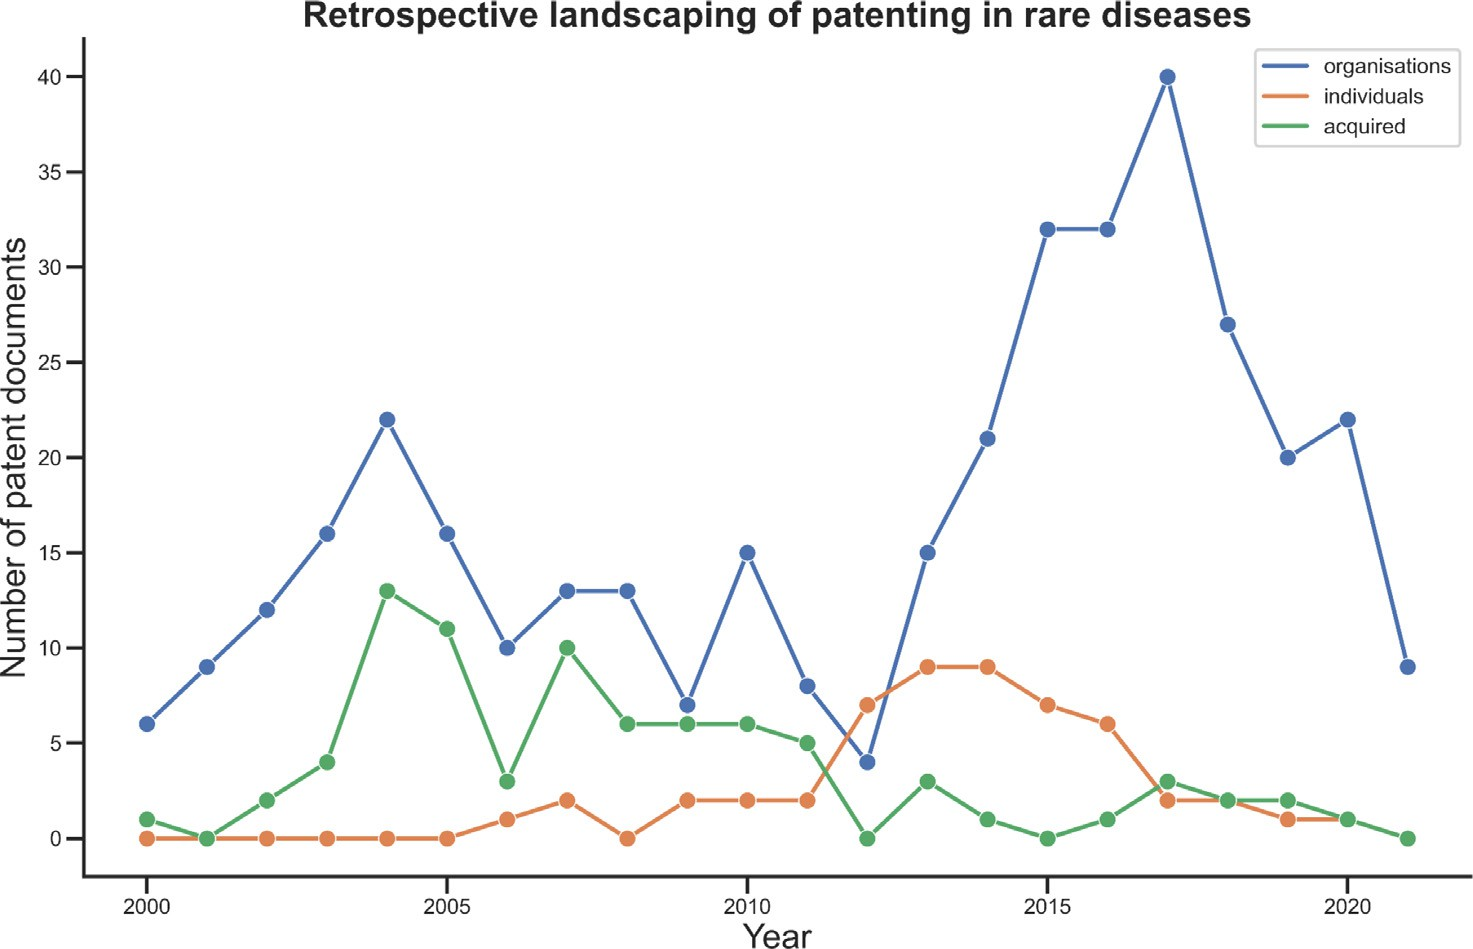 Retrospective landscaping of patenting in rare diseases
organisations
individuals
acquired
Number of patent documents
40
35
30
25
20
15
10
5
0
2000
2005
2010
2015
2020
Year